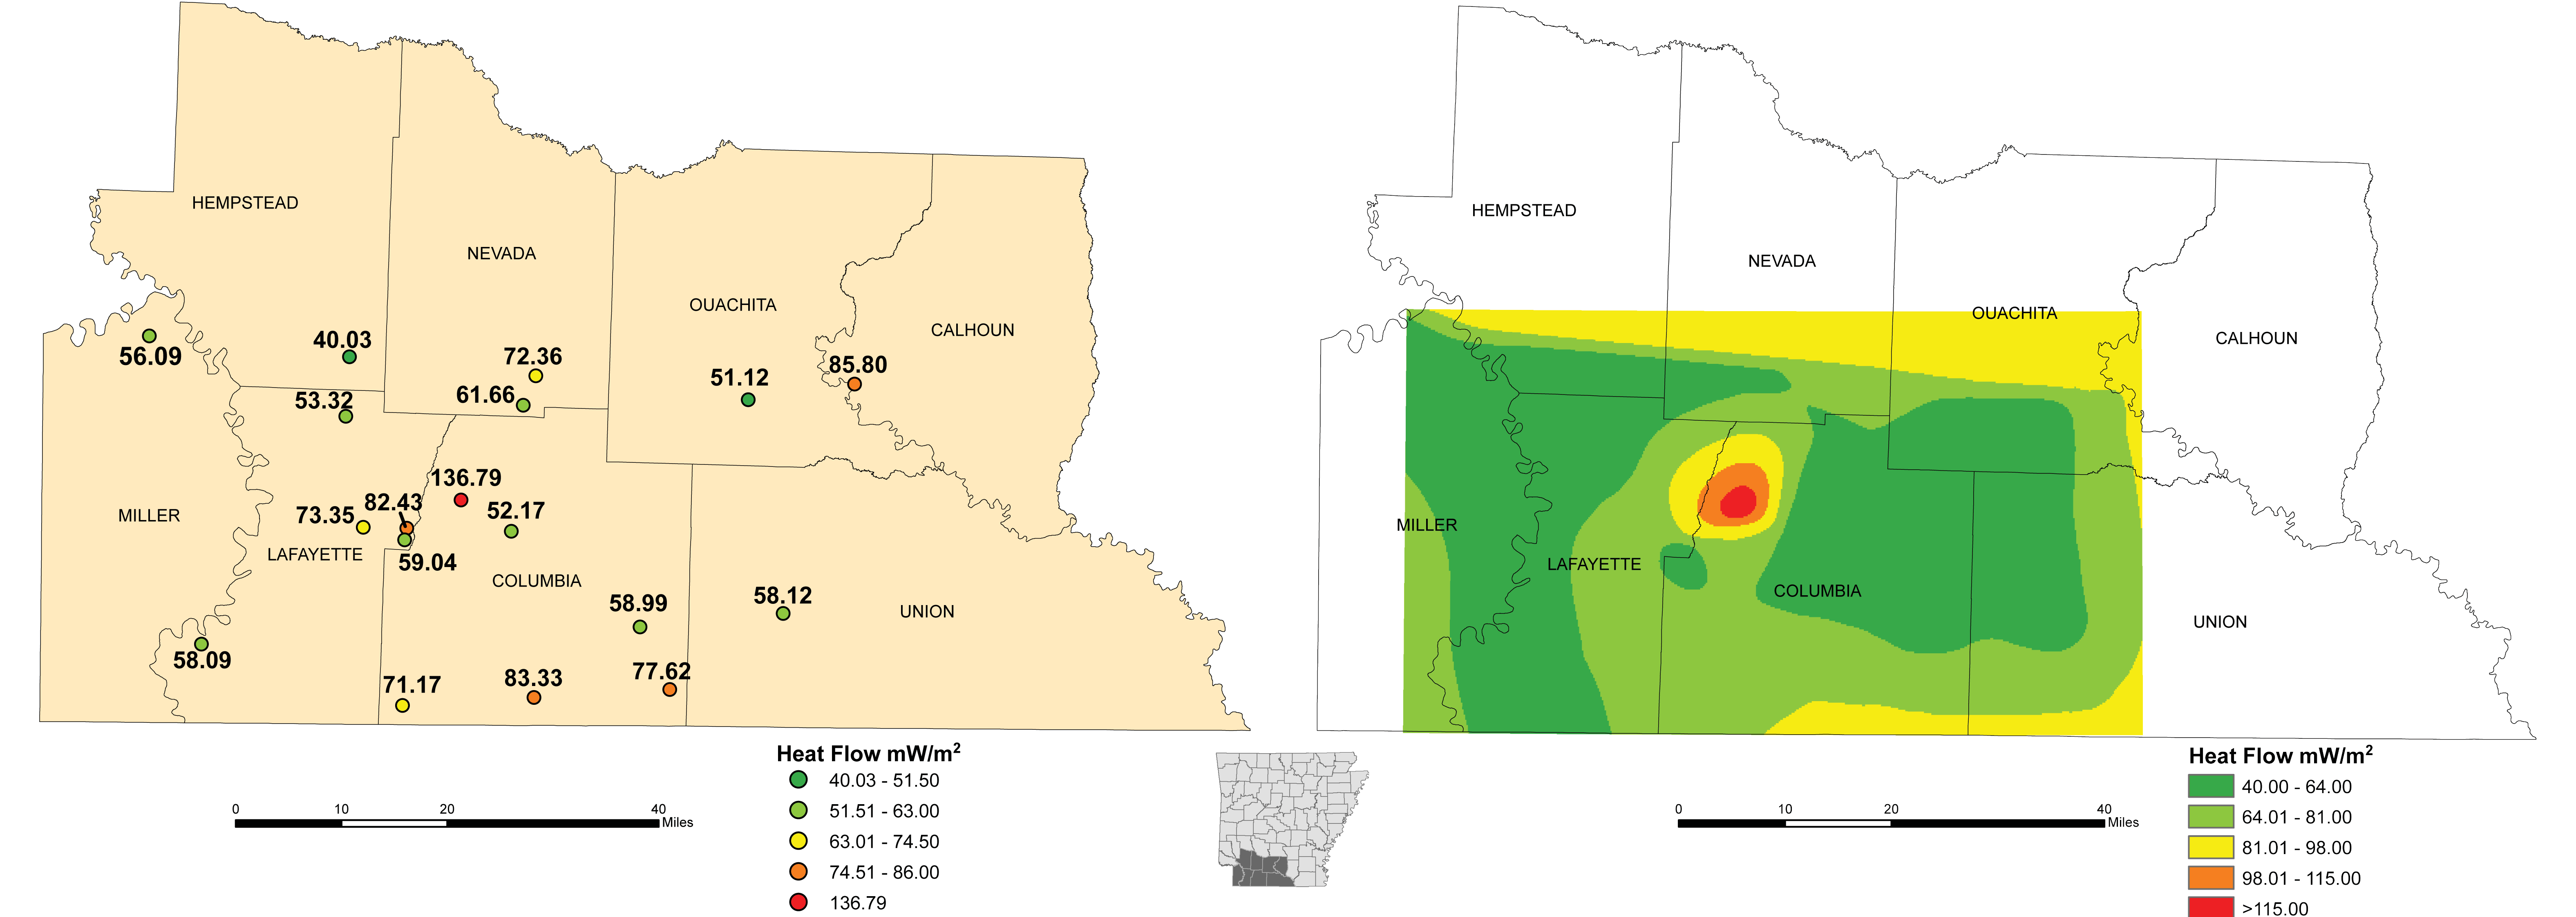 HEMPSTEAD
NEVADA
OUACHITA
CALHOUN
56.09
40.03
72.36
61.66
51.12
85.80
53.32
136.79
82.43
52.17
73.35
MILLER
LAFAYETTE
59.04
COLUMBIA
58.99
58.12
UNION
58.09
71.17
83.33
77.62
Heat Flow mW/m²
40.03 - 51.50
51.51 - 63.00
63.01 - 74.50
74.51 - 86.00
136.79
0 10 20 40
Miles
HEMPSTEAD
NEVADA
OUACHITA
CALHOUN
MILLER
LAFAYETTE
COLUMBIA
UNION
Heat Flow mW/m²
40.00 - 64.00
64.01 - 81.00
81.01 - 98.00
98.01 - 115.00
>115.00
0 10 20 40
Miles